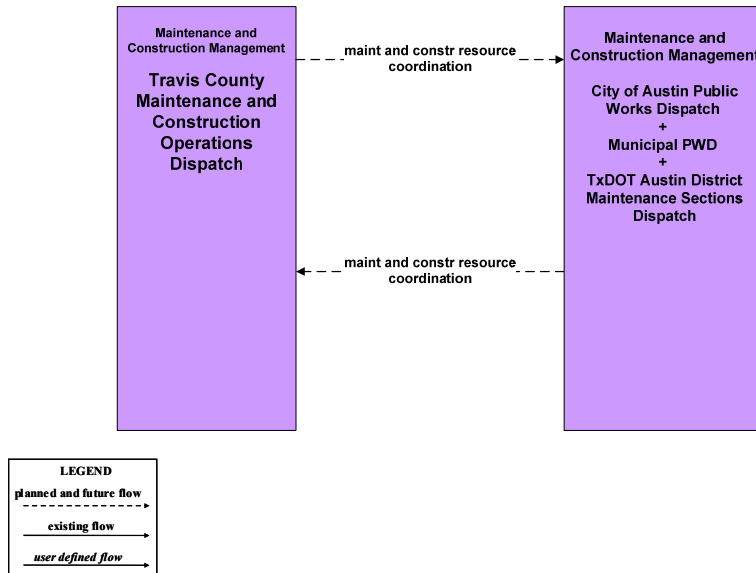 Maintenance and
Construction Management
Travis County
Maintenance and
Construction
Operations
Dispatch
maint and constr resource
coordination
maint and constr resource
coordination
Maintenance and
Construction Management
City of Austin Public
Works Dispatch
+
Municipal PWD
+
TxDOT Austin District
Maintenance Sections
Dispatch
LEGEND
planned and future flow
existing flow
user defined flow